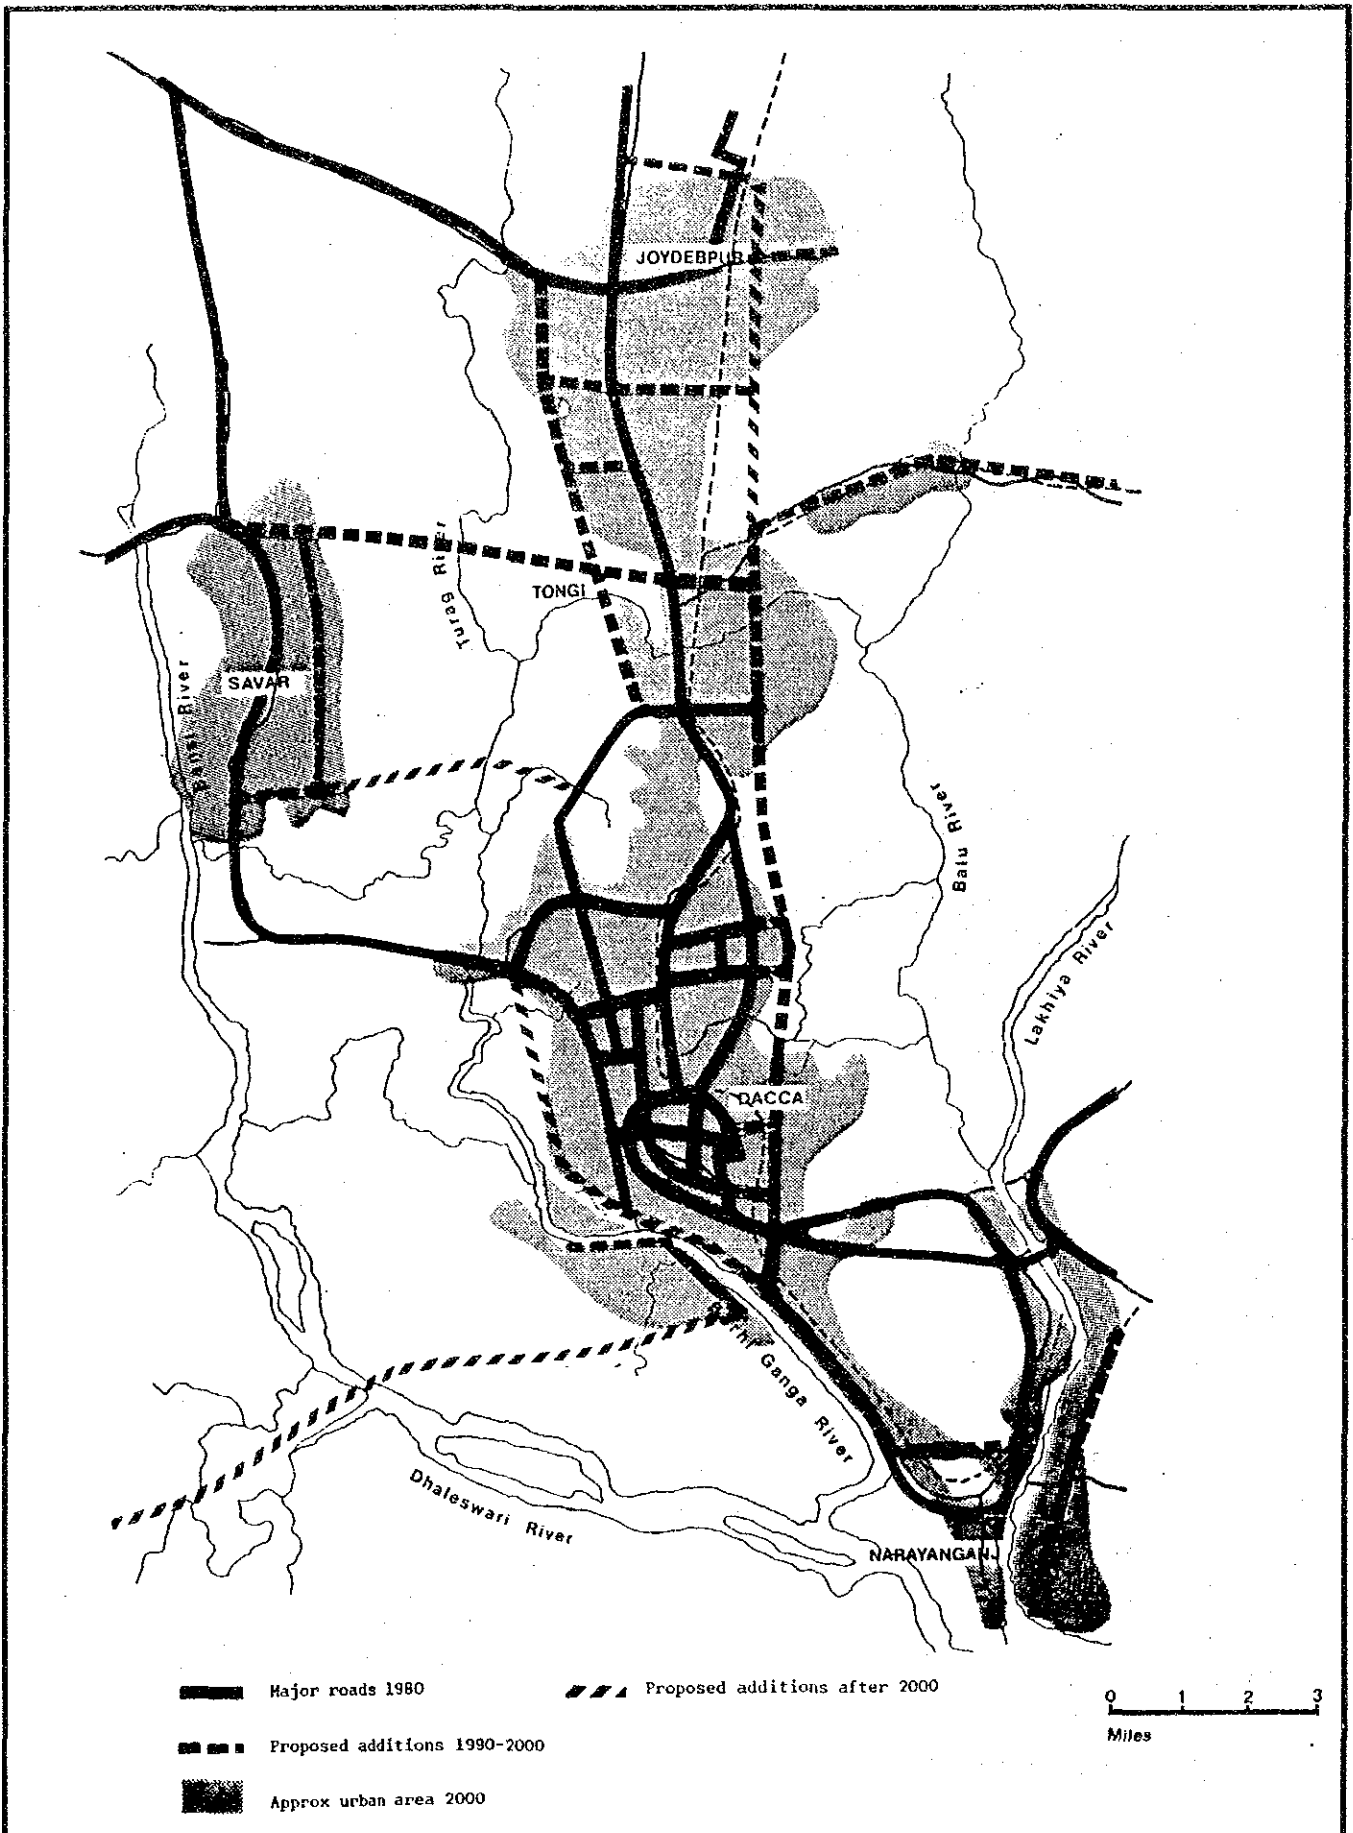 JOYDEBPUR
Turag River
TONGI
SAVAR
Bansi River
Balu River
Lakhiya River
DACCA
Ganga River
Dhaleswari River
NARAYANGANJ
Major roads 1980
Proposed additions after 2000
0 1 2 3
Miles
Proposed additions 1990-2000
Approx urban area 2000